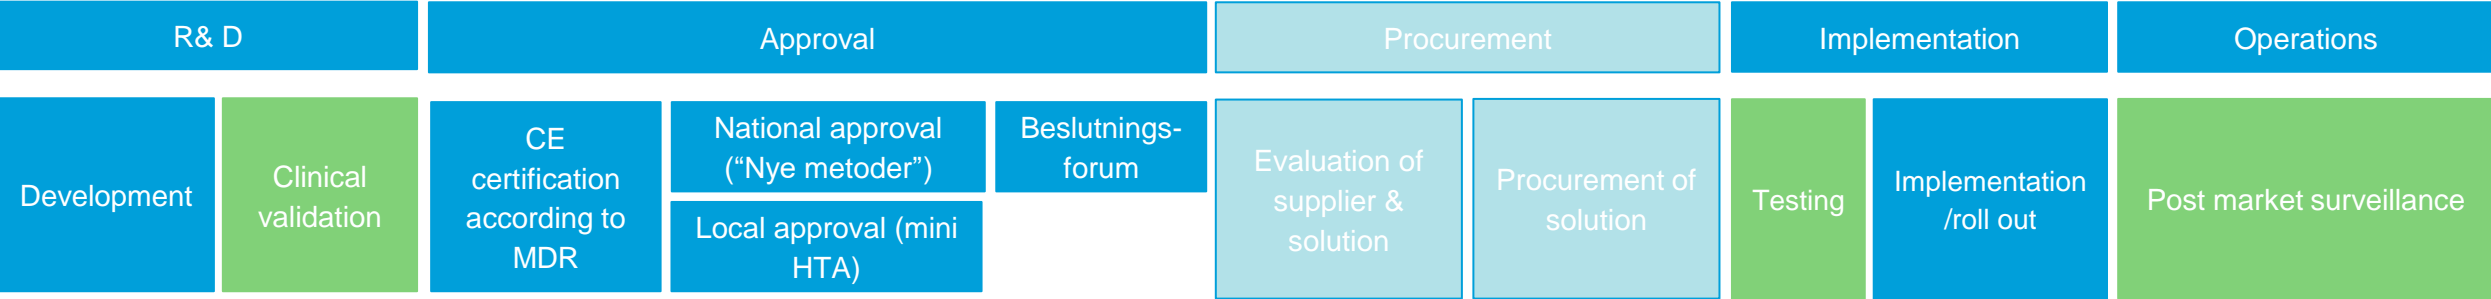 R& D
Approval
Procurement
Implementation
Operations
Development
Clinical
validation
CE
certification
according to
MDR
National approval
(“Nye metoder”)
Local approval (mini
HTA)
Beslutnings-
forum
Evaluation of
supplier &
solution
Procurement of
solution
Testing
Implementation
/roll out
Post market surveillance